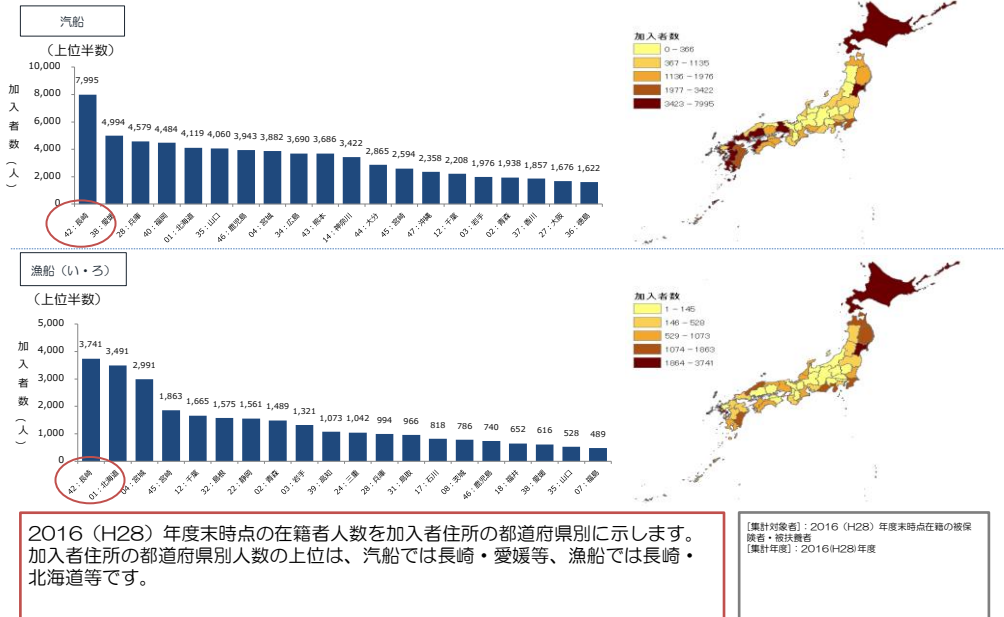 汽船
（上位半数）
加入者数（人）
10,000
8,000
6,000
4,000
2,000
0
7,995
4,994
4,579
4,484
4,119
4,060
3,943
3,882
3,690
3,686
3,422
2,865
2,594
2,358
2,208
1,976
1,938
1,857
1,676
1,622
42：長崎
38：愛媛
28：兵庫
40：福岡
01：北海道
35：山口
46：鹿児島
04：宮城
34：広島
43：熊本
14：神奈川
44：大分
45：宮崎
47：沖縄
12：千葉
03：岩手
02：青森
37：香川
27：大阪
36：徳島
加入者数
0 - 366
367 - 1135
1136 - 1976
1977 - 3422
3423 - 7995
漁船（い・ろ）
（上位半数）
加入者数（人）
5,000
4,000
3,000
2,000
1,000
0
3,741
3,491
2,991
1,863
1,665
1,575
1,561
1,489
1,321
1,073
1,042
994
966
818
786
740
652
616
528
489
42：長崎
01：北海道
04：宮城
45：宮崎
12：千葉
32：島根
22：静岡
02：青森
03：岩手
39：高知
24：三重
28：兵庫
31：鳥取
17：石川
08：茨城
46：鹿児島
18：福井
38：愛媛
35：山口
07：福島
加入者数
1 - 145
146 - 528
529 - 1073
1074 - 1863
1864 - 3741
2016（H28）年度末時点の在籍者人数を加入者住所の都道府県別に示します。
加入者住所の都道府県別人数の上位は、汽船では長崎・愛媛等、漁船では長崎・
北海道等です。
[集計対象者]：2016（H28）年度末時点在籍の被保
険者・被扶養者
[集計年度]：2016(H28)年度